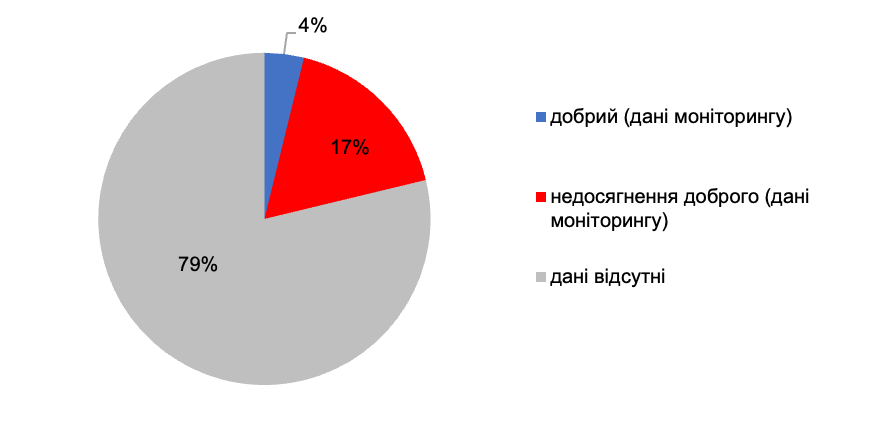 4%
17%
79%
добрий (дані моніторингу)
недосягнення доброго (дані
моніторингу)
дані відсутні